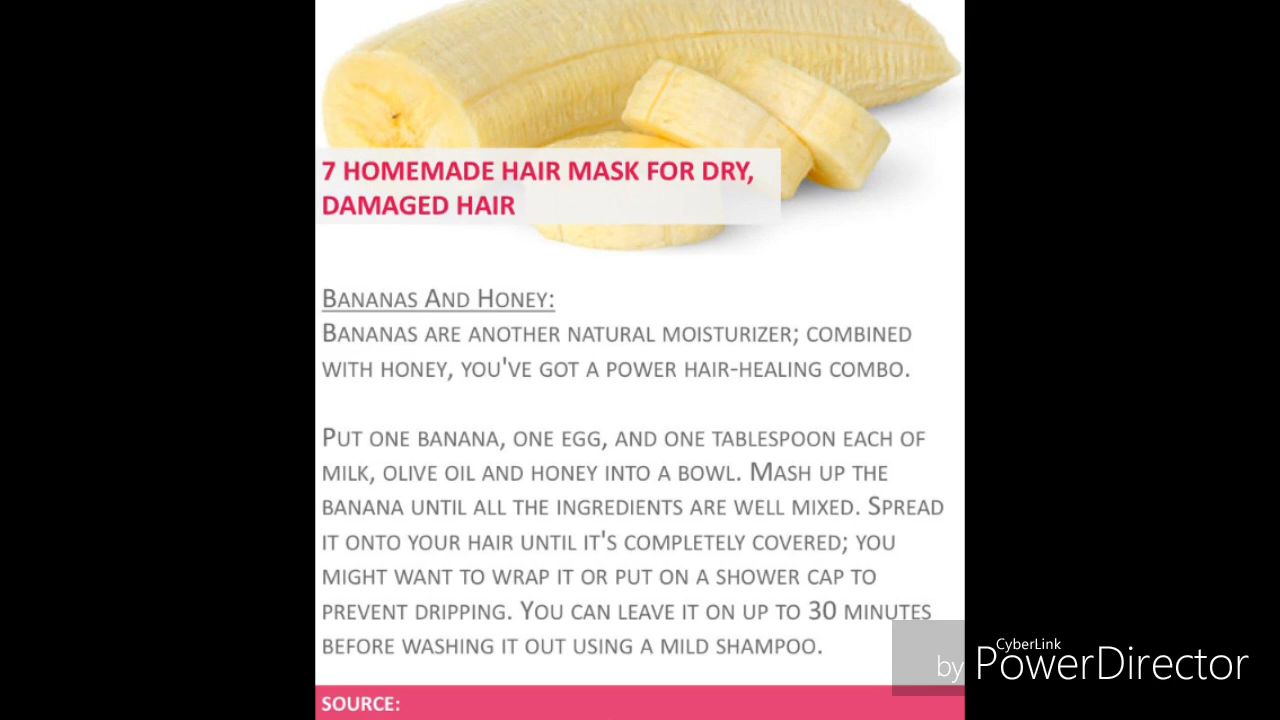 7 HOMEMADE HAIR MASK FOR DRY,
DAMAGED HAIR
BANANAS AND HONEY:
BANANAS ARE ANOTHER NATURAL MOISTURIZER; COMBINED
WITH HONEY, YOU'VE GOT A POWER HAIR-HEALING COMBO.
PUT ONE BANANA, ONE EGG, AND ONE TABLESPOON EACH OF
MILK, OLIVE OIL AND HONEY INTO A BOWL. MASH UP THE
BANANA UNTIL ALL THE INGREDIENTS ARE WELL MIXED. SPREAD
IT ONTO YOUR HAIR UNTIL IT'S COMPLETELY COVERED; YOU
MIGHT WANT TO WRAP IT OR PUT ON A SHOWER CAP TO
PREVENT DRIPPING. YOU CAN LEAVE IT ON UP TO 30 MINUTES
BEFORE WASHING IT OUT USING A MILD SHAMPOO.
SOURCE:
CyberLink
by PowerDirector